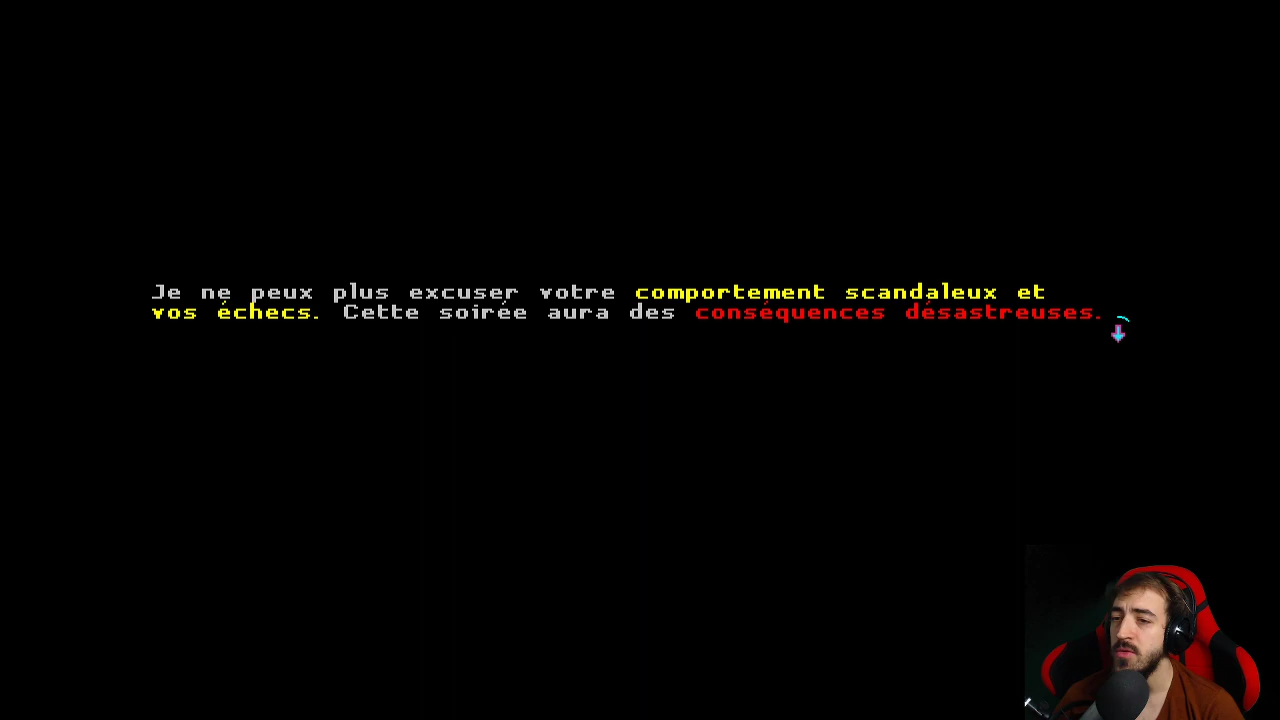 Je ne peux plus excuser votre comportement scandaleux et
vos échecs. Cette soirée aura des conséquences désastreuses.